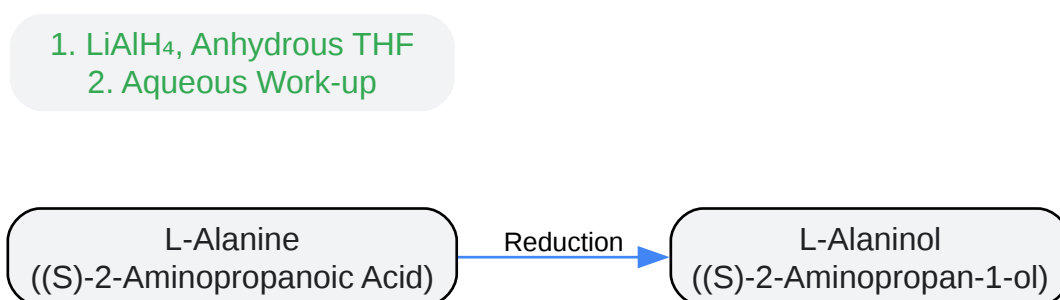 1. LiAlH₄, Anhydrous THF
2. Aqueous Work-up
L-Alanine
((S)-2-Aminopropanoic Acid)
Reduction
L-Alaninol
((S)-2-Aminopropan-1-ol)